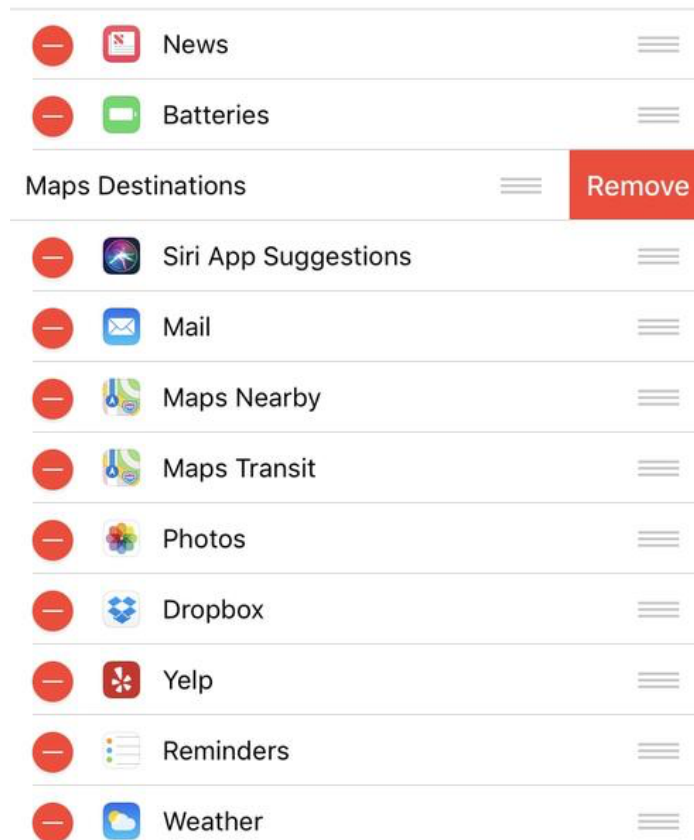 News
Batteries
Maps Destinations
Remove
Siri App Suggestions
Mail
Maps Nearby
Maps Transit
Photos
Dropbox
Yelp
Reminders
Weather